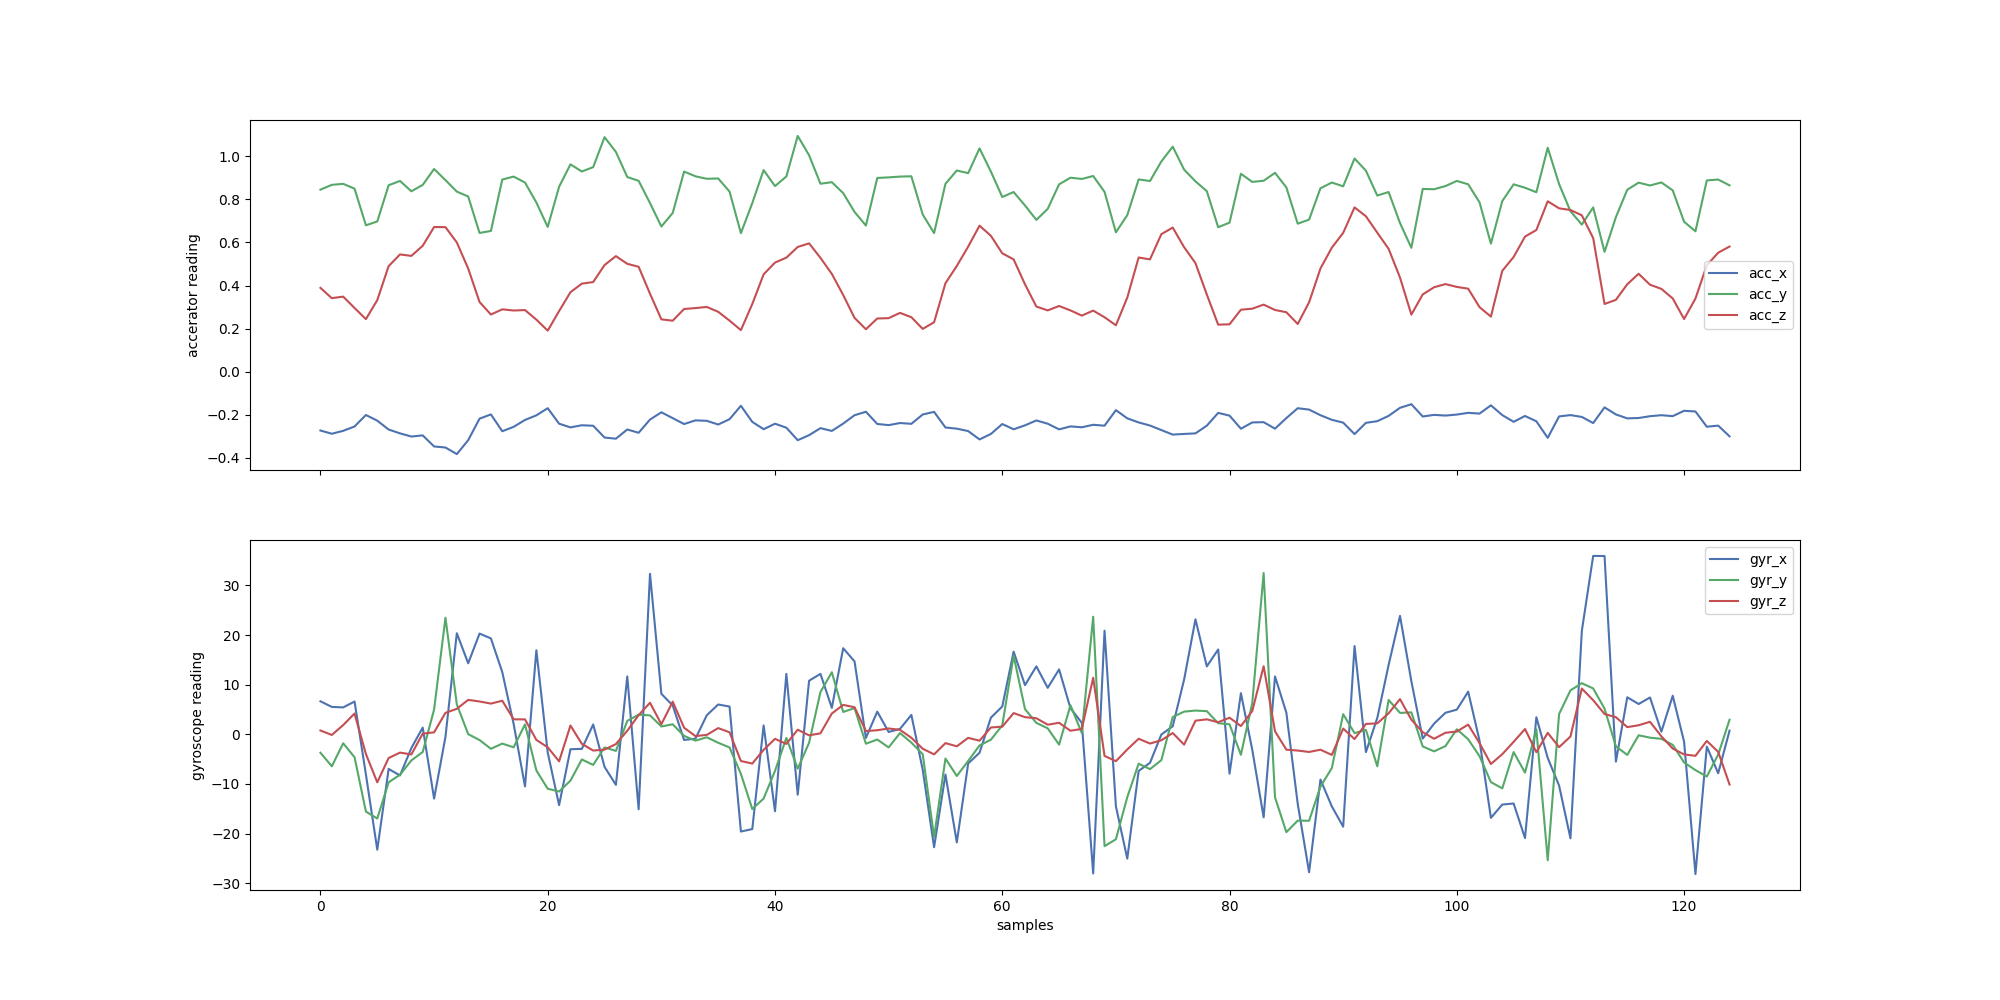 1.0
0.8
0.6
0.4
0.2
0.0
−0.2
−0.4
accerator reading
acc_x
acc_y
acc_z
30
20
10
0
−10
−20
−30
gyroscope reading
gyr_x
gyr_y
gyr_z
0 20 40 60 80 100 120
samples